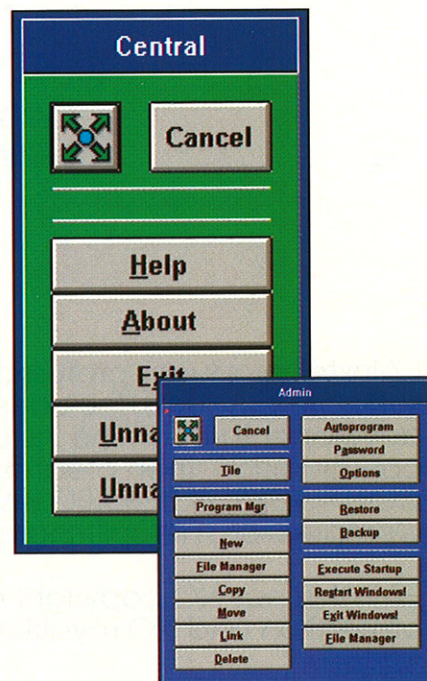 Central
Cancel
Help
About
Exit
Admin
Cancel
Tile
Program Mgr
New
File Manager
Copy
Move
Link
Delete
Autoprogram
Password
Options
Restore
Backup
Execute Startup
Restart Windows!
Exit Windows!
File Manager